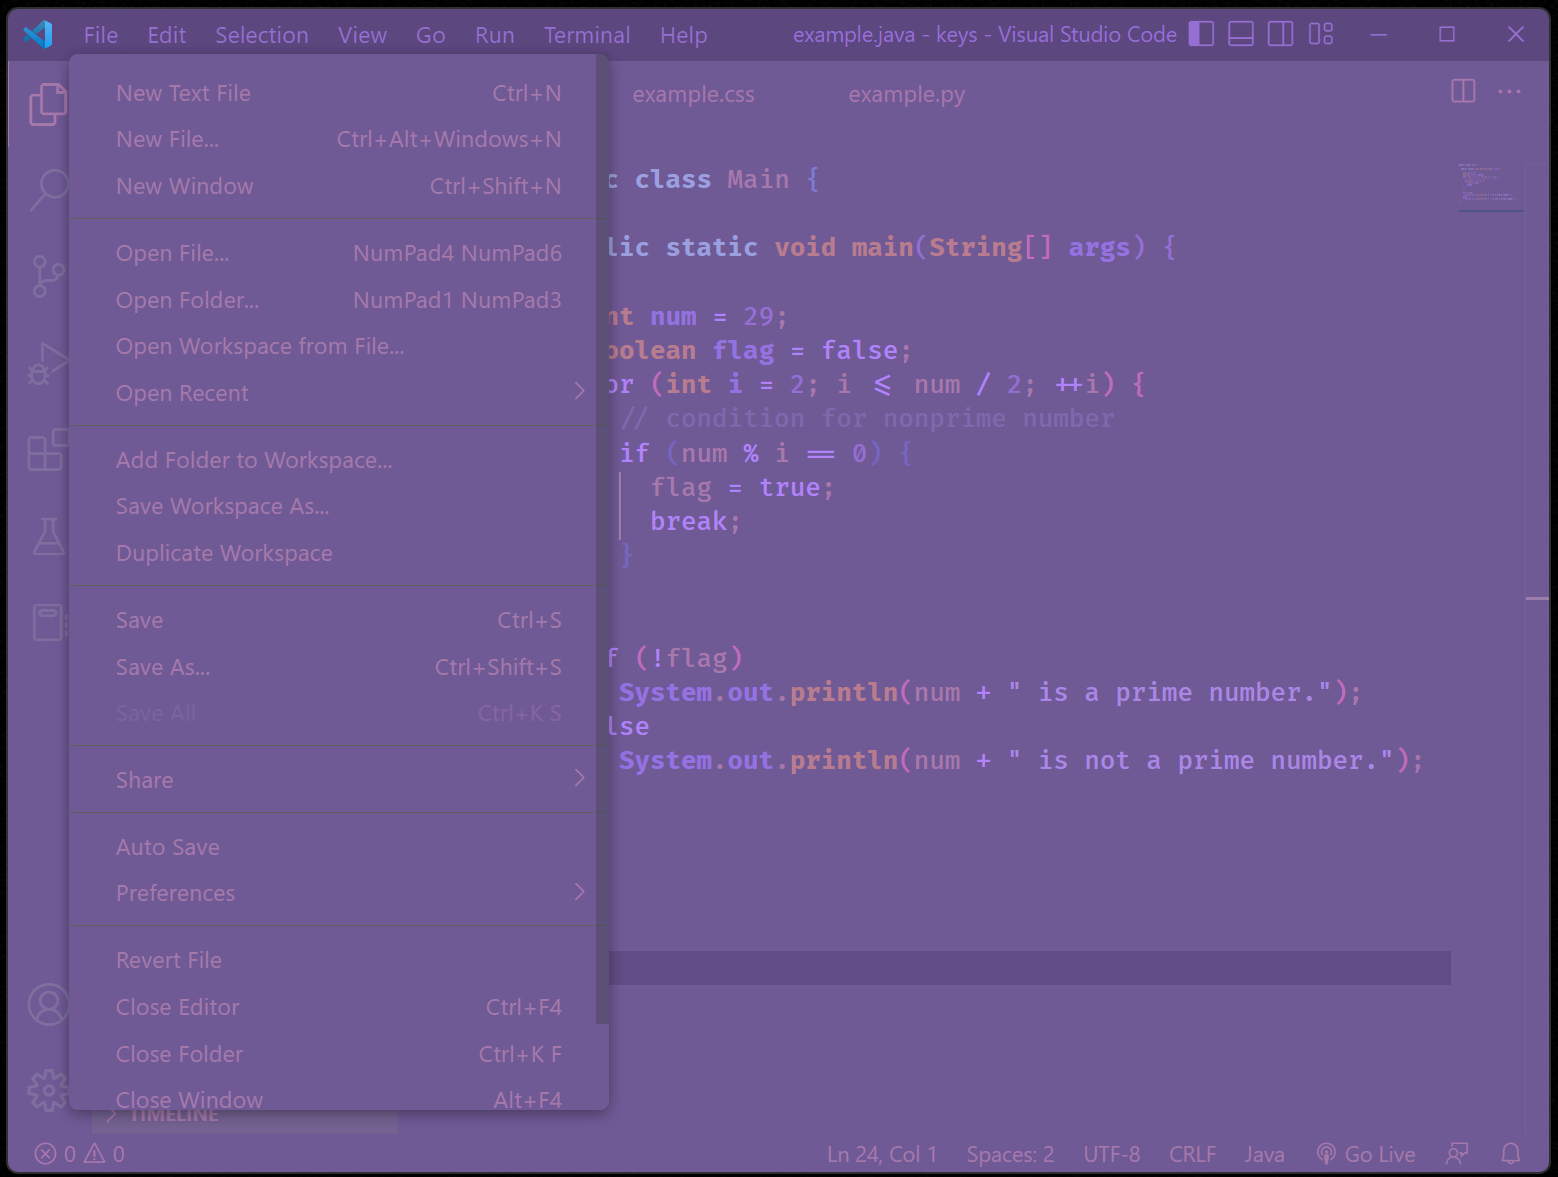 File Edit Selection View Go Run Terminal Help example.java - keys - Visual Studio Code
example.css example.py
New Text File Ctrl+N
New File... Ctrl+Alt+Windows+N
New Window Ctrl+Shift+N
Open File... NumPad4 NumPad6
Open Folder... NumPad1 NumPad3
Open Workspace from File...
Open Recent
Add Folder to Workspace...
Save Workspace As...
Duplicate Workspace
Save Ctrl+S
Save As... Ctrl+Shift+S
Save All Ctrl+K S
Share
Auto Save
Preferences
Revert File
Close Editor Ctrl+F4
Close Folder Ctrl+K F
Close Window Alt+F4
TIMELINE
c class Main {
lic static void main(String[] args) {
nt num = 29;
oolean flag = false;
or (int i = 2; i <= num / 2; ++i) {
// condition for nonprime number
if (num % i == 0) {
flag = true;
break;
}
f (!flag)
System.out.println(num + " is a prime number.");
lse
System.out.println(num + " is not a prime number.");
0 0 Ln 24, Col 1 Spaces: 2 UTF-8 CRLF Java Go Live